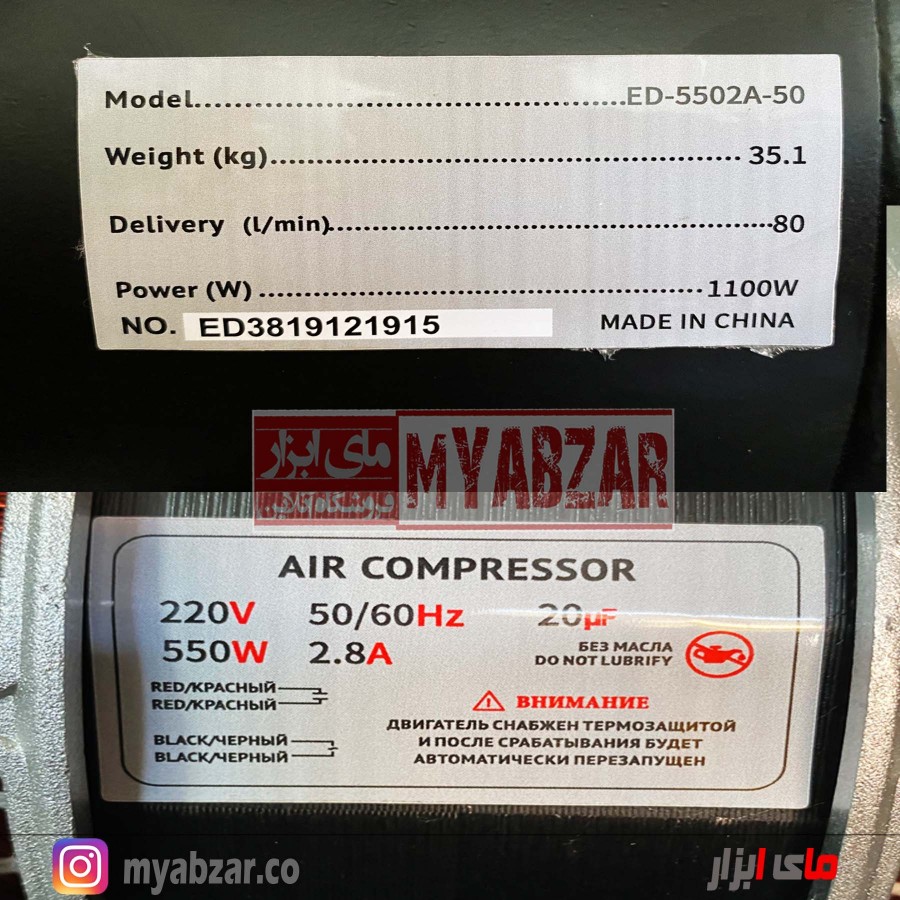 Model..........................................ED-5502A-50
Weight (kg)................................................ 35.1
Delivery (l/min)..............................................80
Power (W) ............................................. 1100W
NO. ED3819121915 MADE IN CHINA
مای ابزار MYABZAR
فروشگاه آنلاین
AIR COMPRESSOR
220V 50/60Hz 20µF
550W 2.8A
БЕЗ МАСЛА
DO NOT LUBRIFY
RED/КРАСНЫЙ
RED/КРАСНЫЙ
BLACK/ЧЕРНЫЙ
BLACK/ЧЕРНЫЙ
ВНИМАНИЕ
ДВИГАТЕЛЬ СНАБЖЕН ТЕРМОЗАЩИТОЙ
И ПОСЛЕ СРАБАТЫВАНИЯ БУДЕТ
АВТОМАТИЧЕСКИ ПЕРЕЗАПУЩЕН
myabzar.co مای ابزار